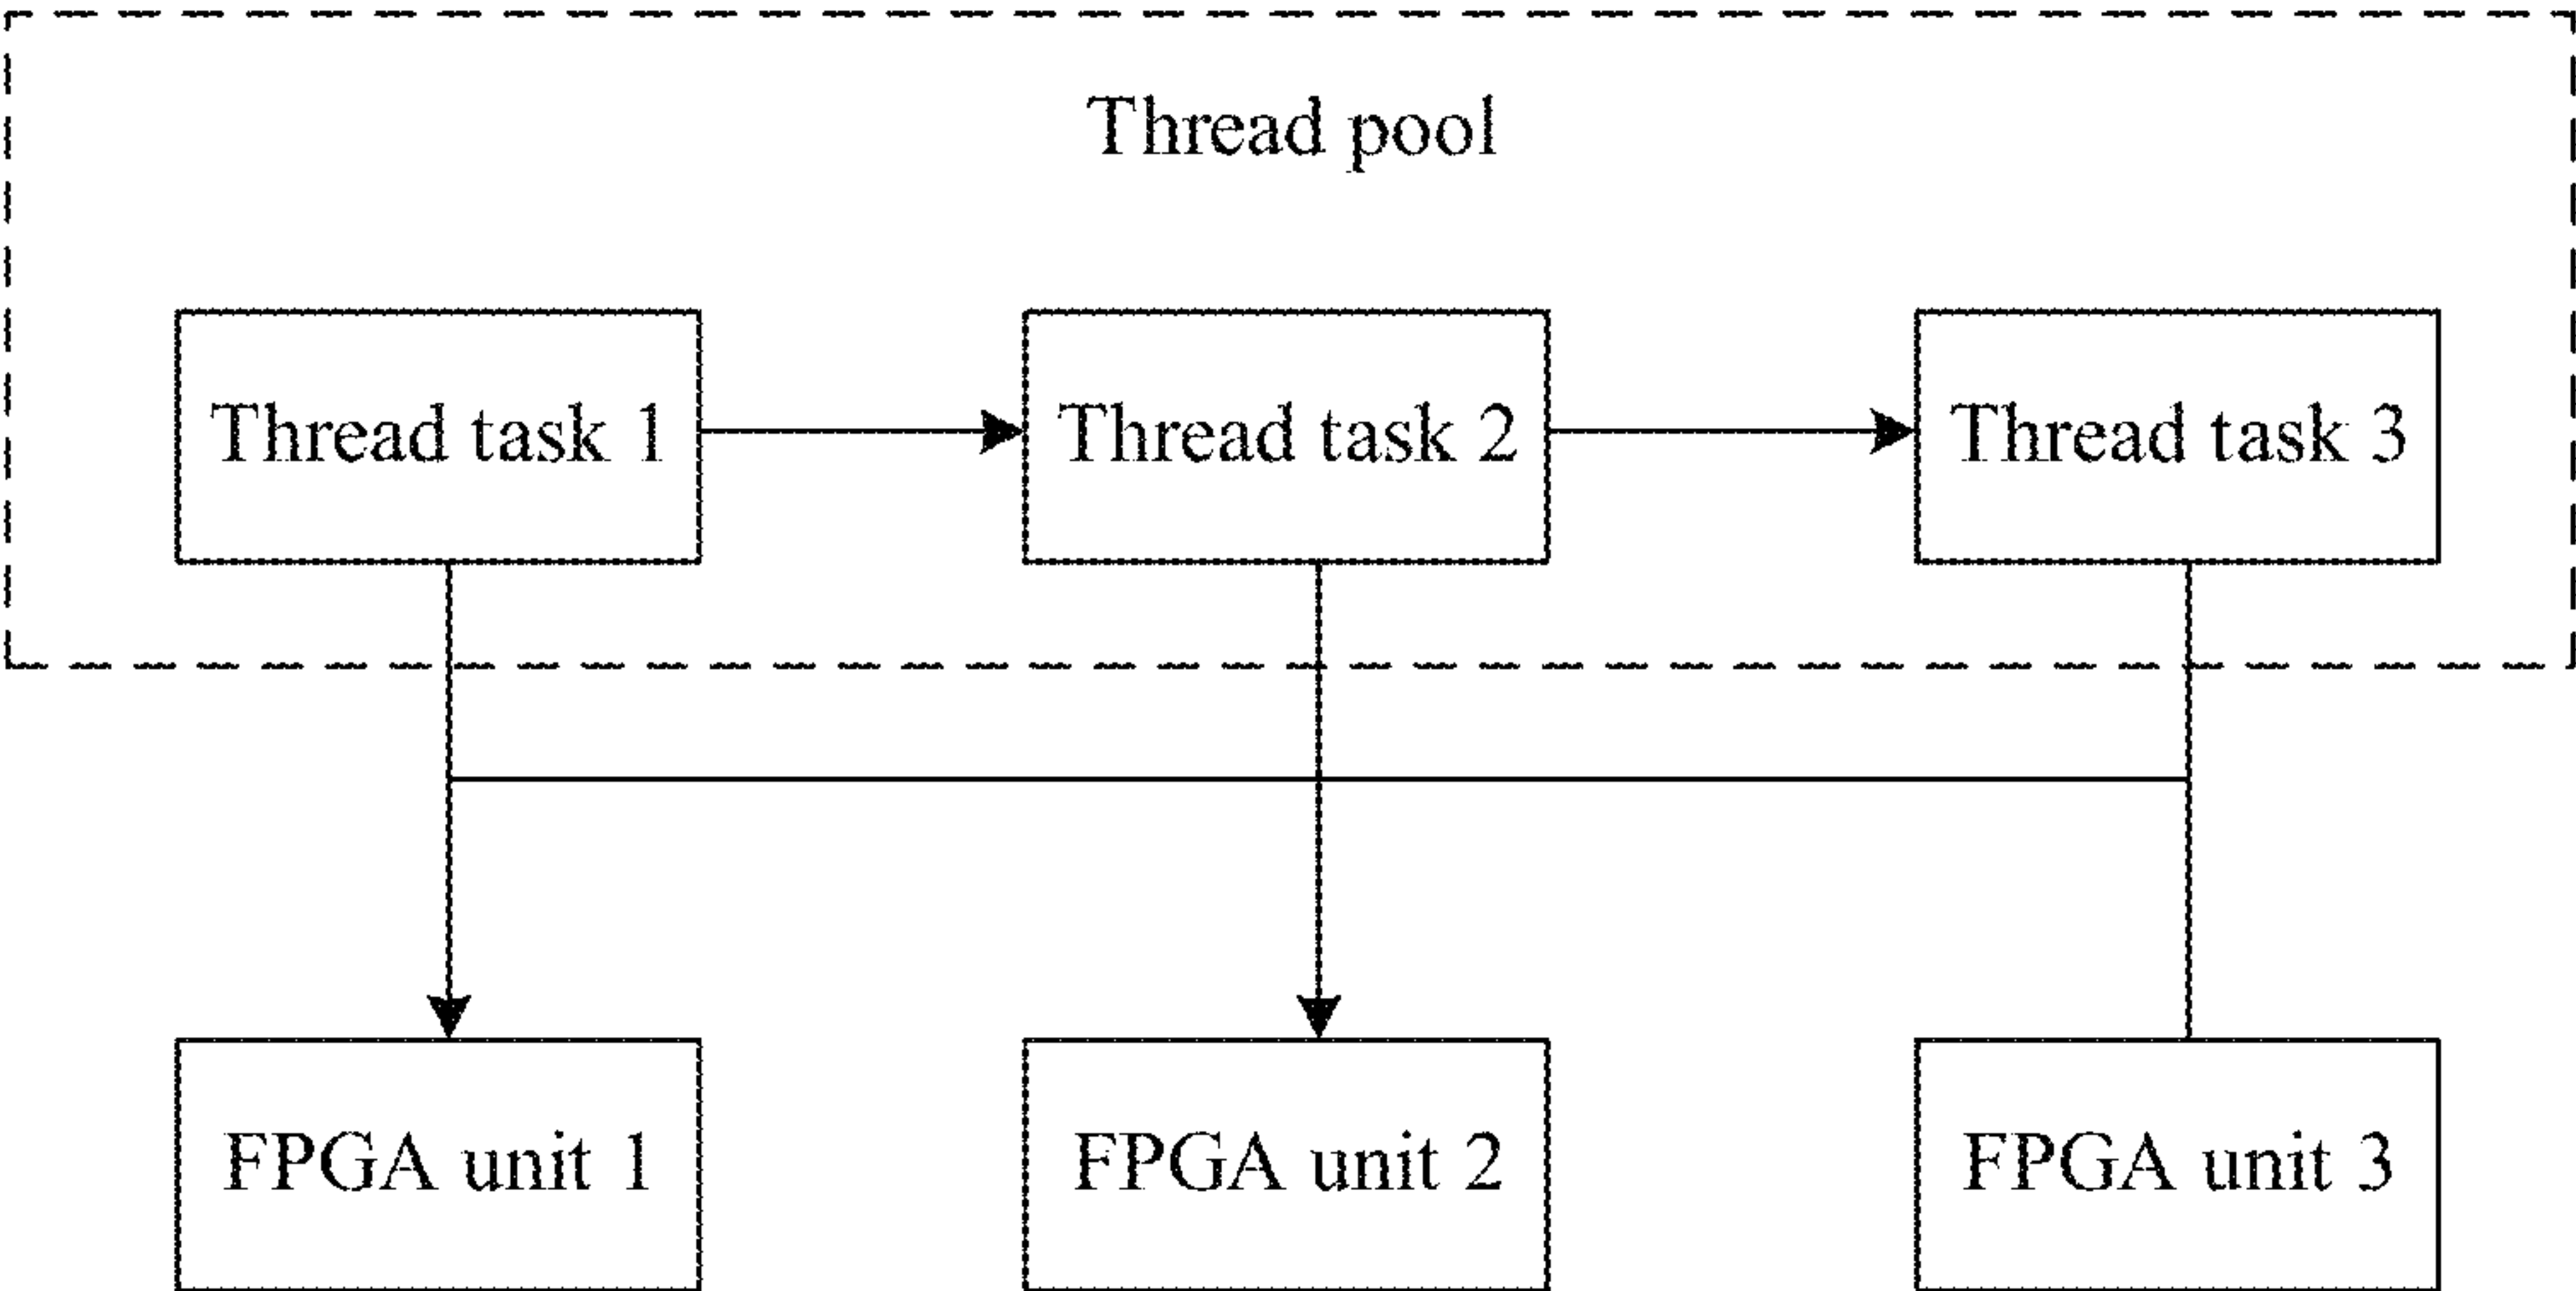 Thread pool
Thread task 1
Thread task 2
Thread task 3
FPGA unit 1
FPGA unit 2
FPGA unit 3